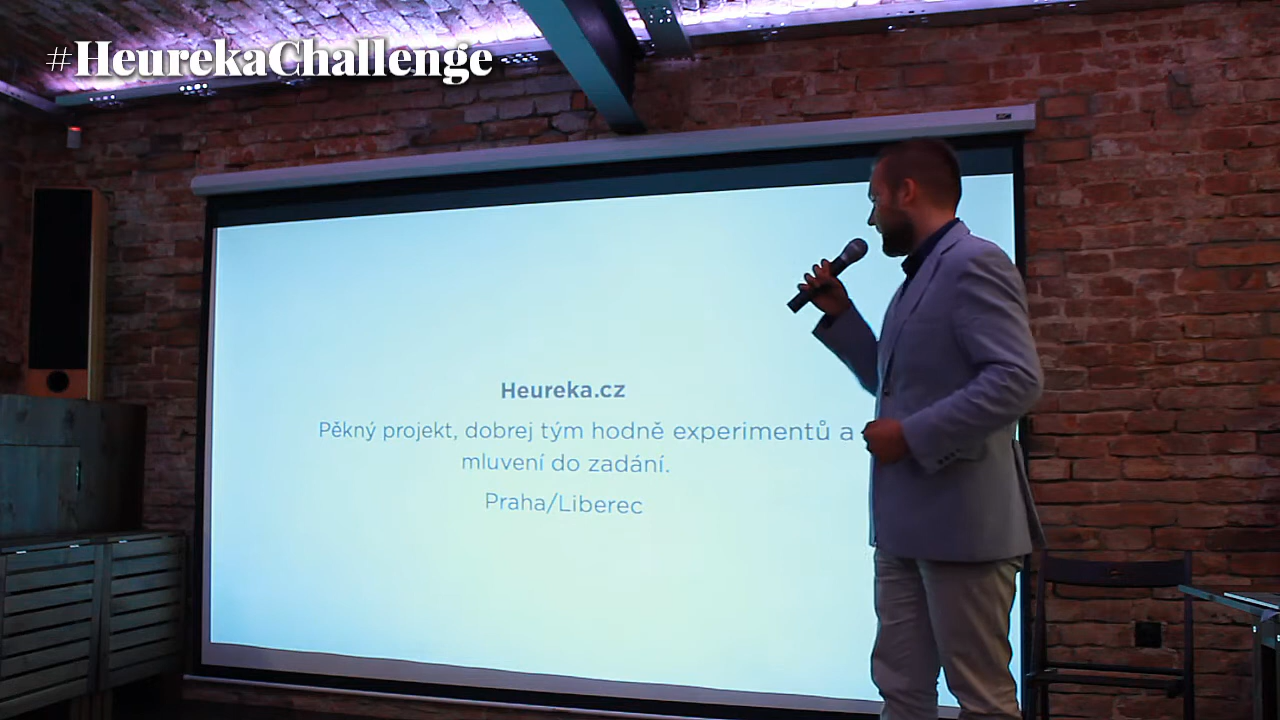 #HeurekaChallenge
Heureka.cz
Pěkný projekt, dobrej tým hodně experimentů a
mluvení do zadání.
Praha/Liberec